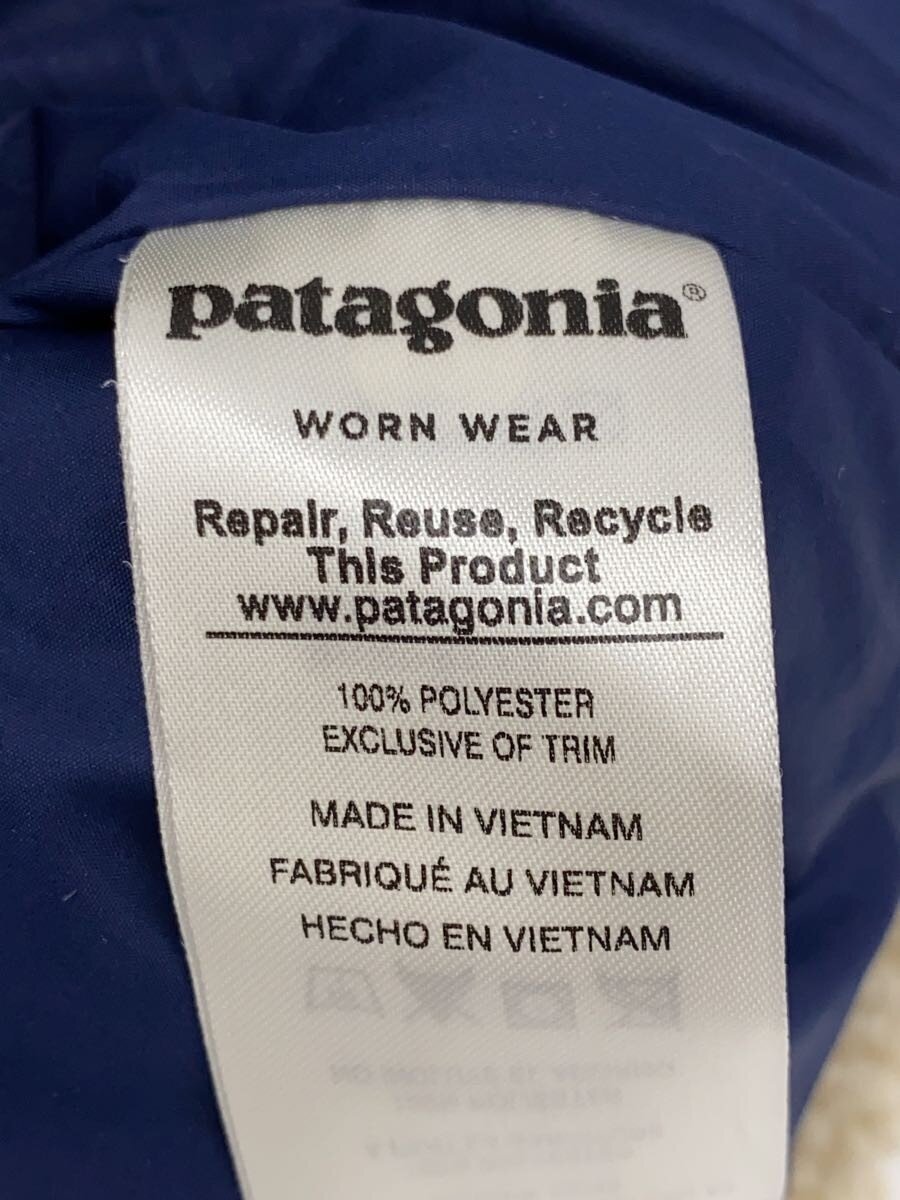 patagonia®
WORN WEAR
Repair, Reuse, Recycle
This Product
www.patagonia.com
100% POLYESTER
EXCLUSIVE OF TRIM
MADE IN VIETNAM
FABRIQUÉ AU VIETNAM
HECHO EN VIETNAM